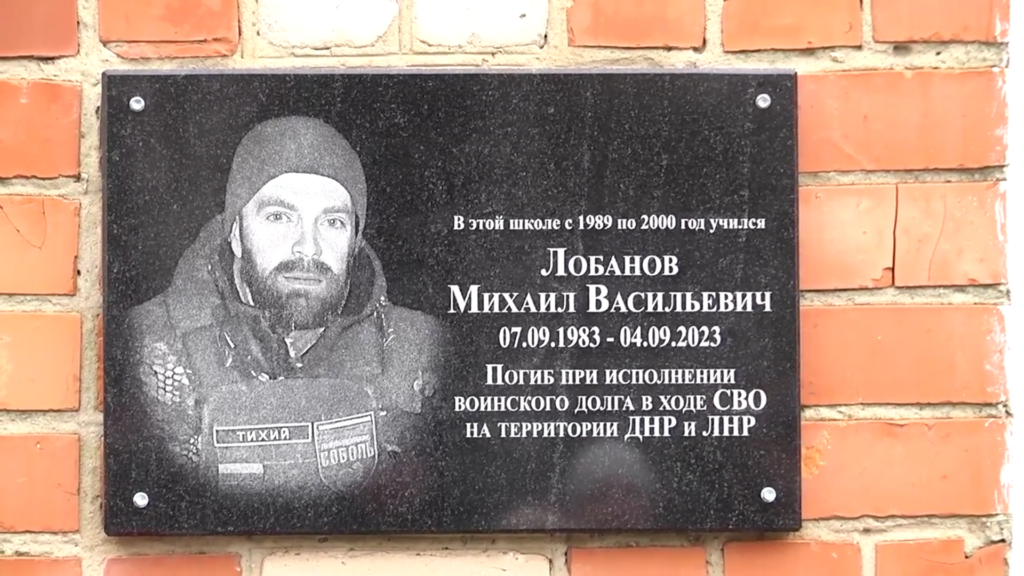 В этой школе с 1989 по 2000 год учился
Лобанов
Михаил Васильевич
07.09.1983 - 04.09.2023
Погиб при исполнении
воинского долга в ходе СВО
на территории ДНР и ЛНР
ТИХИЙ
СОБОЛЬ